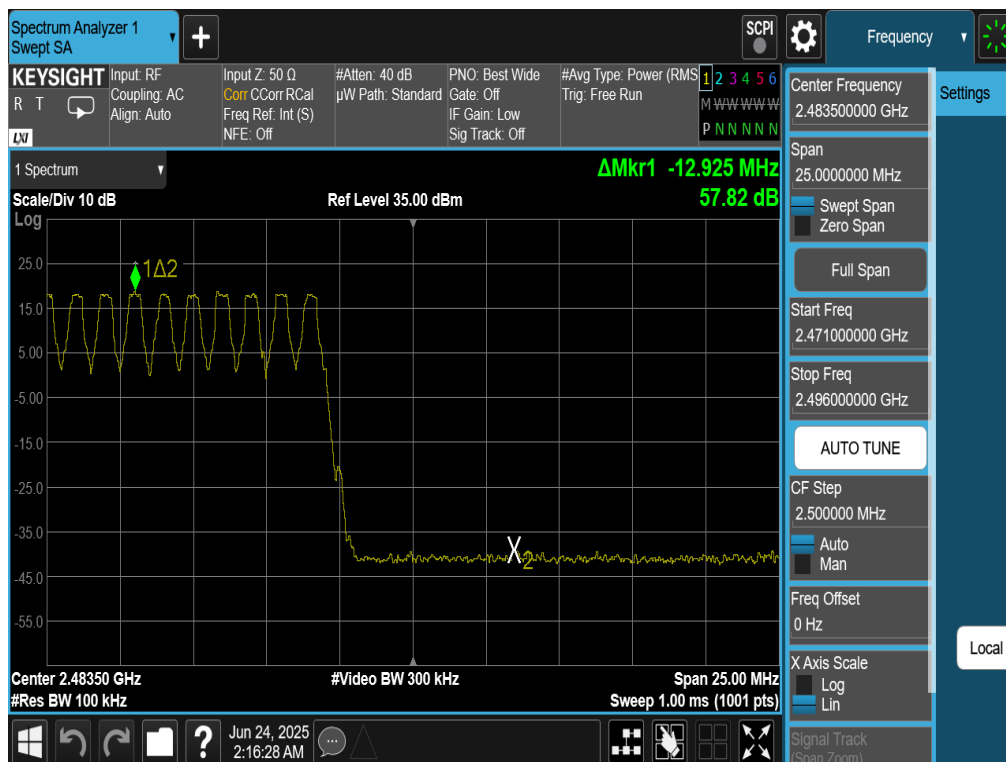 Spectrum Analyzer 1
Swept SA
+
SCPI
Frequency
KEYSIGHT
R T
LXI
Input: RF
Coupling: AC
Align: Auto
Input Z: 50 Ω
Corr CCorr RCal
Freq Ref: Int (S)
NFE: Off
#Atten: 40 dB
µW Path: Standard
PNO: Best Wide
Gate: Off
IF Gain: Low
Sig Track: Off
#Avg Type: Power (RMS
Trig: Free Run
1 2 3 4 5 6
M W W W W W
P N N N N N
1 Spectrum
ΔMkr1 -12.925 MHz
57.82 dB
Scale/Div 10 dB
Ref Level 35.00 dBm
Log
25.0
15.0
5.00
-5.00
-15.0
-25.0
-35.0
-45.0
-55.0
1Δ2
X2
Center 2.48350 GHz
#Video BW 300 kHz
Span 25.00 MHz
#Res BW 100 kHz
Sweep 1.00 ms (1001 pts)
Center Frequency
2.483500000 GHz
Span
25.0000000 MHz
Swept Span
Zero Span
Full Span
Start Freq
2.471000000 GHz
Stop Freq
2.496000000 GHz
AUTO TUNE
CF Step
2.500000 MHz
Auto
Man
Freq Offset
0 Hz
X Axis Scale
Log
Lin
Signal Track
(Span Zoom)
Settings
Local
?
Jun 24, 2025
2:16:28 AM